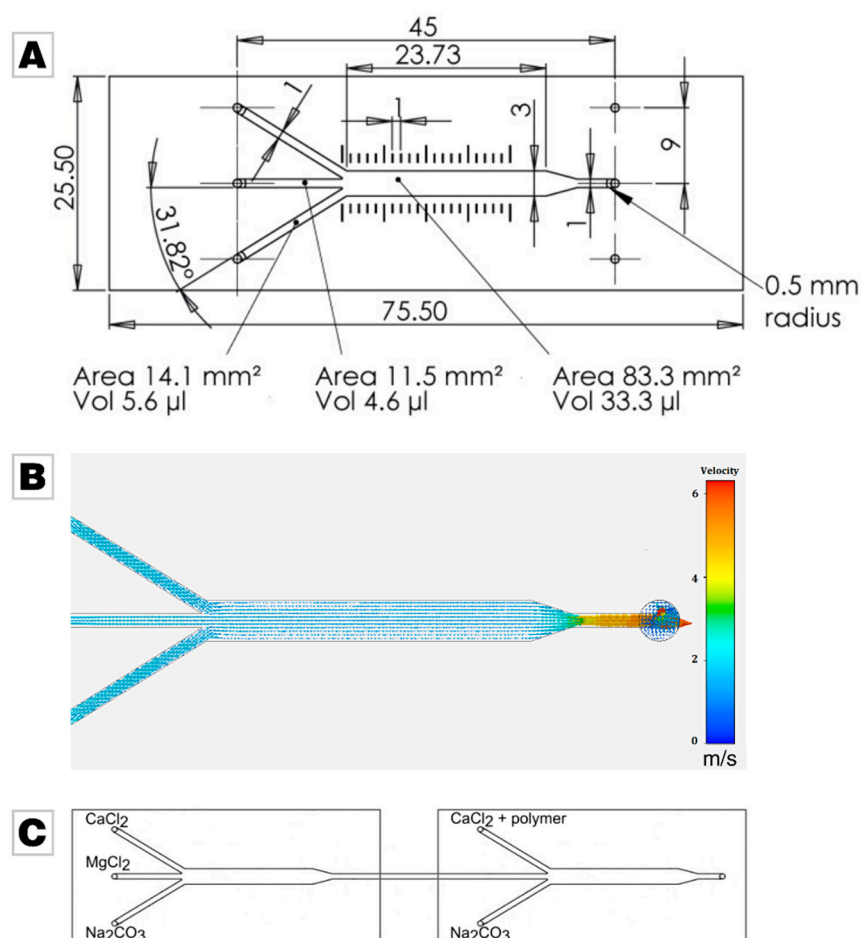 A
45
23.73
1
1
3
9
25.50
31.82°
1
0.5 mm
radius
75.50
Area 14.1 mm²
Vol 5.6 µl
Area 11.5 mm²
Vol 4.6 µl
Area 83.3 mm²
Vol 33.3 µl
B
Velocity
6
4
2
0
m/s
C
CaCl2
CaCl2 + polymer
MgCl2
Na2CO3
Na2CO3